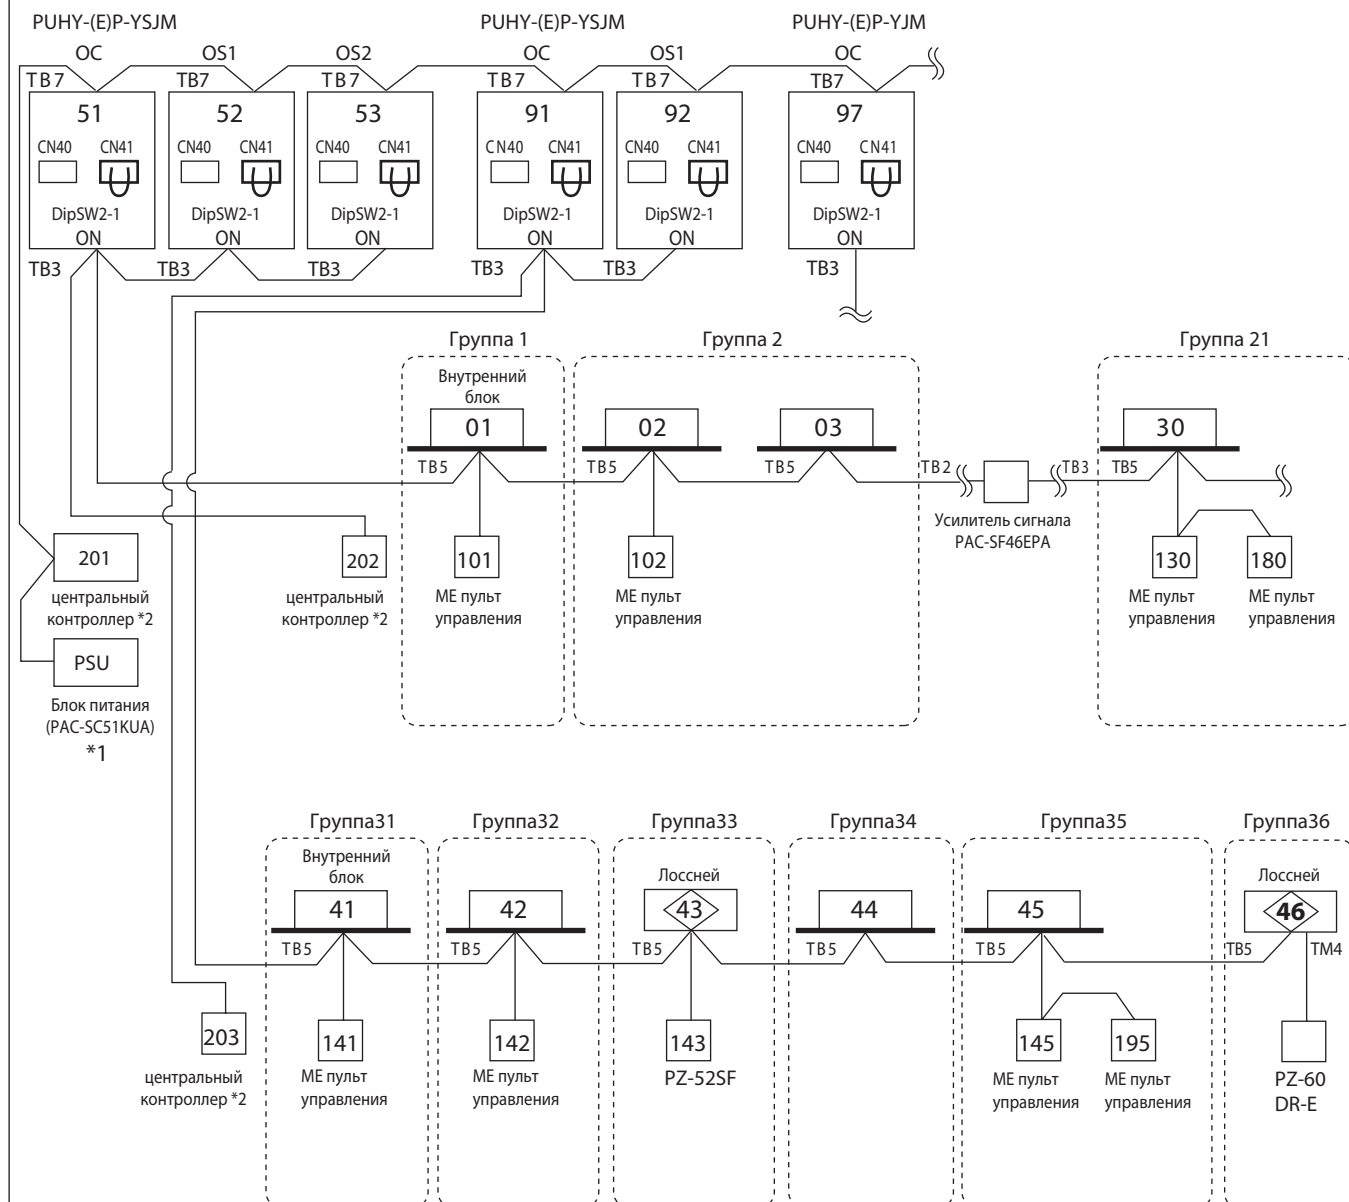 PUHY-(E)P-YSJM PUHY-(E)P-YSJM PUHY-(E)P-YJM
OC OS1 OS2 OC OS1 OC
TB7 TB7 TB7 TB7 TB7 TB7
51 52 53 91 92 97
CN40 CN41 CN40 CN41 CN40 CN41 CN40 CN41 CN40 CN41 CN40 CN41
DipSW2-1 DipSW2-1 DipSW2-1 DipSW2-1 DipSW2-1 DipSW2-1
ON ON ON ON ON ON
TB3 TB3 TB3 TB3 TB3 TB3
Группа 1 Группа 2 Группа 21
Внутренний
блок
01 02 03 30
TB5 TB5 TB5 TB2 TB3 TB5
Усилитель сигнала
PAC-SF46EPA
201 202 101 102 130 180
центральный
контроллер *2
центральный
контроллер *2
МЕ пульт
управления
МЕ пульт
управления
МЕ пульт
управления
МЕ пульт
управления
PSU
Блок питания
(PAC-SC51KUA)
*1
Группа31 Группа32 Группа33 Группа34 Группа35 Группа36
Внутренний
блок
Лоссней
Лоссней
41 42 43 44 45 46
TB5 TB5 TB5 TB5 TB5 TB5 TM4
203 141 142 143 145 195
центральный
контроллер *2
МЕ пульт
управления
МЕ пульт
управления
PZ-52SF
МЕ пульт
управления
МЕ пульт
управления
PZ-60
DR-E